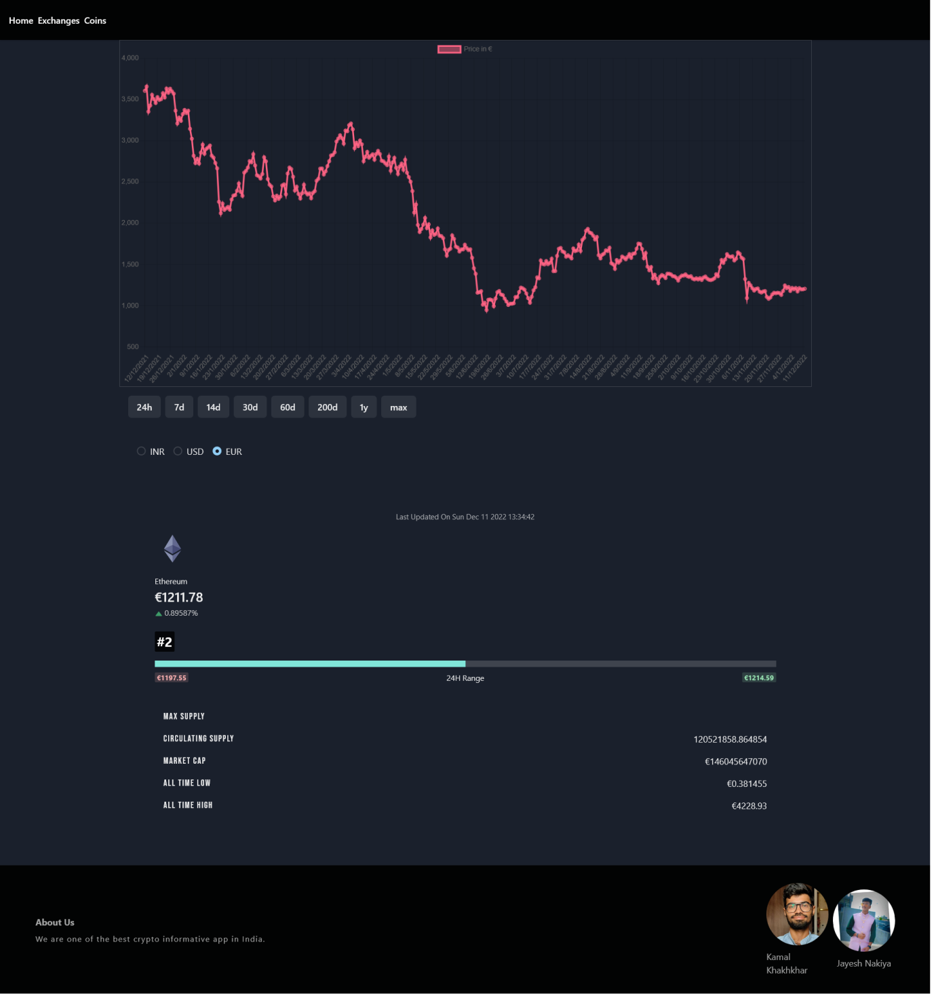 Home Exchanges Coins
Price in €
4,000
3,500
3,000
2,500
2,000
1,500
1,000
500
12/12/2021 19/12/2021 26/12/2021 2/1/2022 9/1/2022 16/1/2022 23/1/2022 30/1/2022 6/2/2022 13/2/2022 20/2/2022 27/2/2022 6/3/2022 13/3/2022 20/3/2022 27/3/2022 3/4/2022 10/4/2022 17/4/2022 24/4/2022 1/5/2022 8/5/2022 15/5/2022 22/5/2022 29/5/2022 5/6/2022 12/6/2022 19/6/2022 26/6/2022 3/7/2022 10/7/2022 17/7/2022 24/7/2022 31/7/2022 7/8/2022 14/8/2022 21/8/2022 28/8/2022 4/9/2022 11/9/2022 18/9/2022 25/9/2022 2/10/2022 9/10/2022 16/10/2022 23/10/2022 30/10/2022 6/11/2022 13/11/2022 20/11/2022 27/11/2022 4/12/2022 11/12/2022
24h 7d 14d 30d 60d 200d 1y max
INR USD EUR
Last Updated On Sun Dec 11 2022 13:34:42
Ethereum
€1211.78
0.89587%
#2
€1197.55 24H Range €1214.59
MAX SUPPLY
CIRCULATING SUPPLY 120521858.864854
MARKET CAP €146045647070
ALL TIME LOW €0.381455
ALL TIME HIGH €4228.93
About Us
We are one of the best crypto informative app in India.
Kamal
Khakhkhar
Jayesh Nakiya